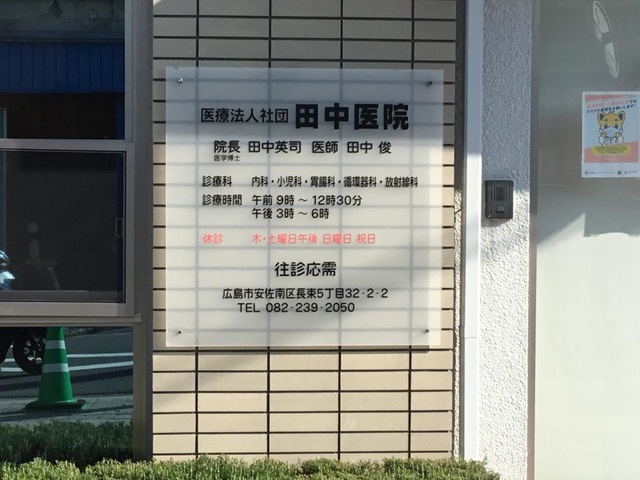 医療法人社団 田中医院
院長 田中英司 医師 田中 俊
医学博士
診療科 内科・小児科・胃腸科・循環器科・放射線科
診療時間 午前 9時～12時30分
午後 3時～6時
休診 木・土曜日午後 日曜日 祝日
往診応需
広島市安佐南区長束5丁目32-2-2
TEL 082-239-2050